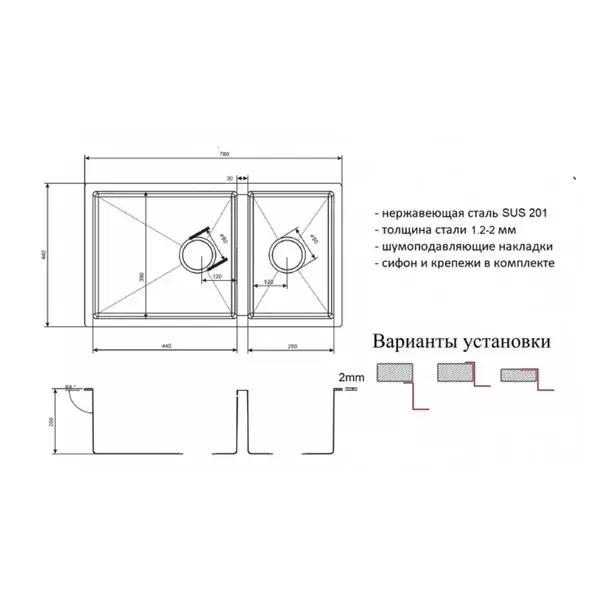 780
30
- нержавеющая сталь SUS 201
- толщина стали 1.2-2 мм
- шумоподавляющие накладки
- сифон и крепежи в комплекте
440
390
ø90
ø90
120
120
440
280
Варианты установки
2mm
200